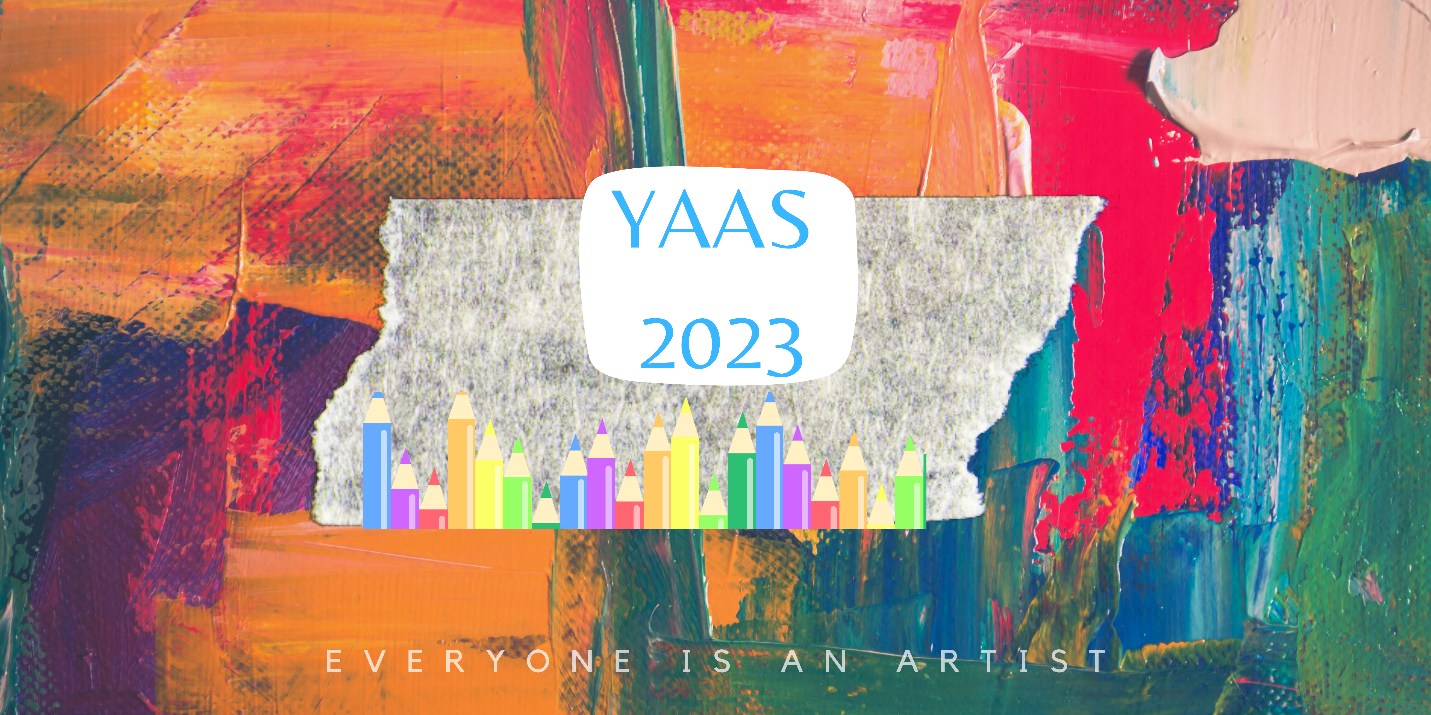 YAAS
2023
EVERYONE IS AN ARTIST